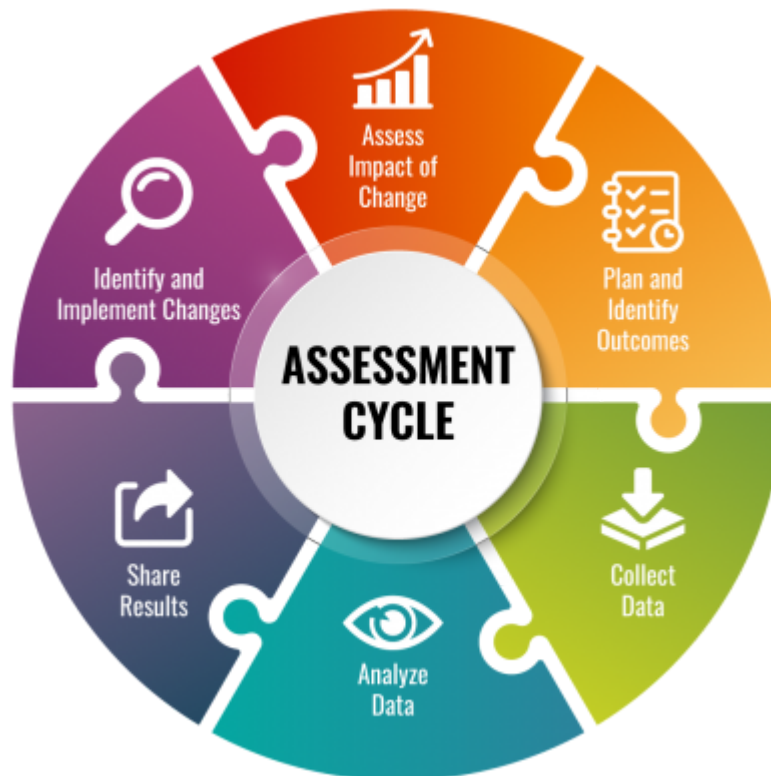 ASSESSMENT
CYCLE
Assess
Impact of
Change
Plan and
Identify
Outcomes
Collect
Data
Analyze
Data
Share
Results
Identify and
Implement Changes